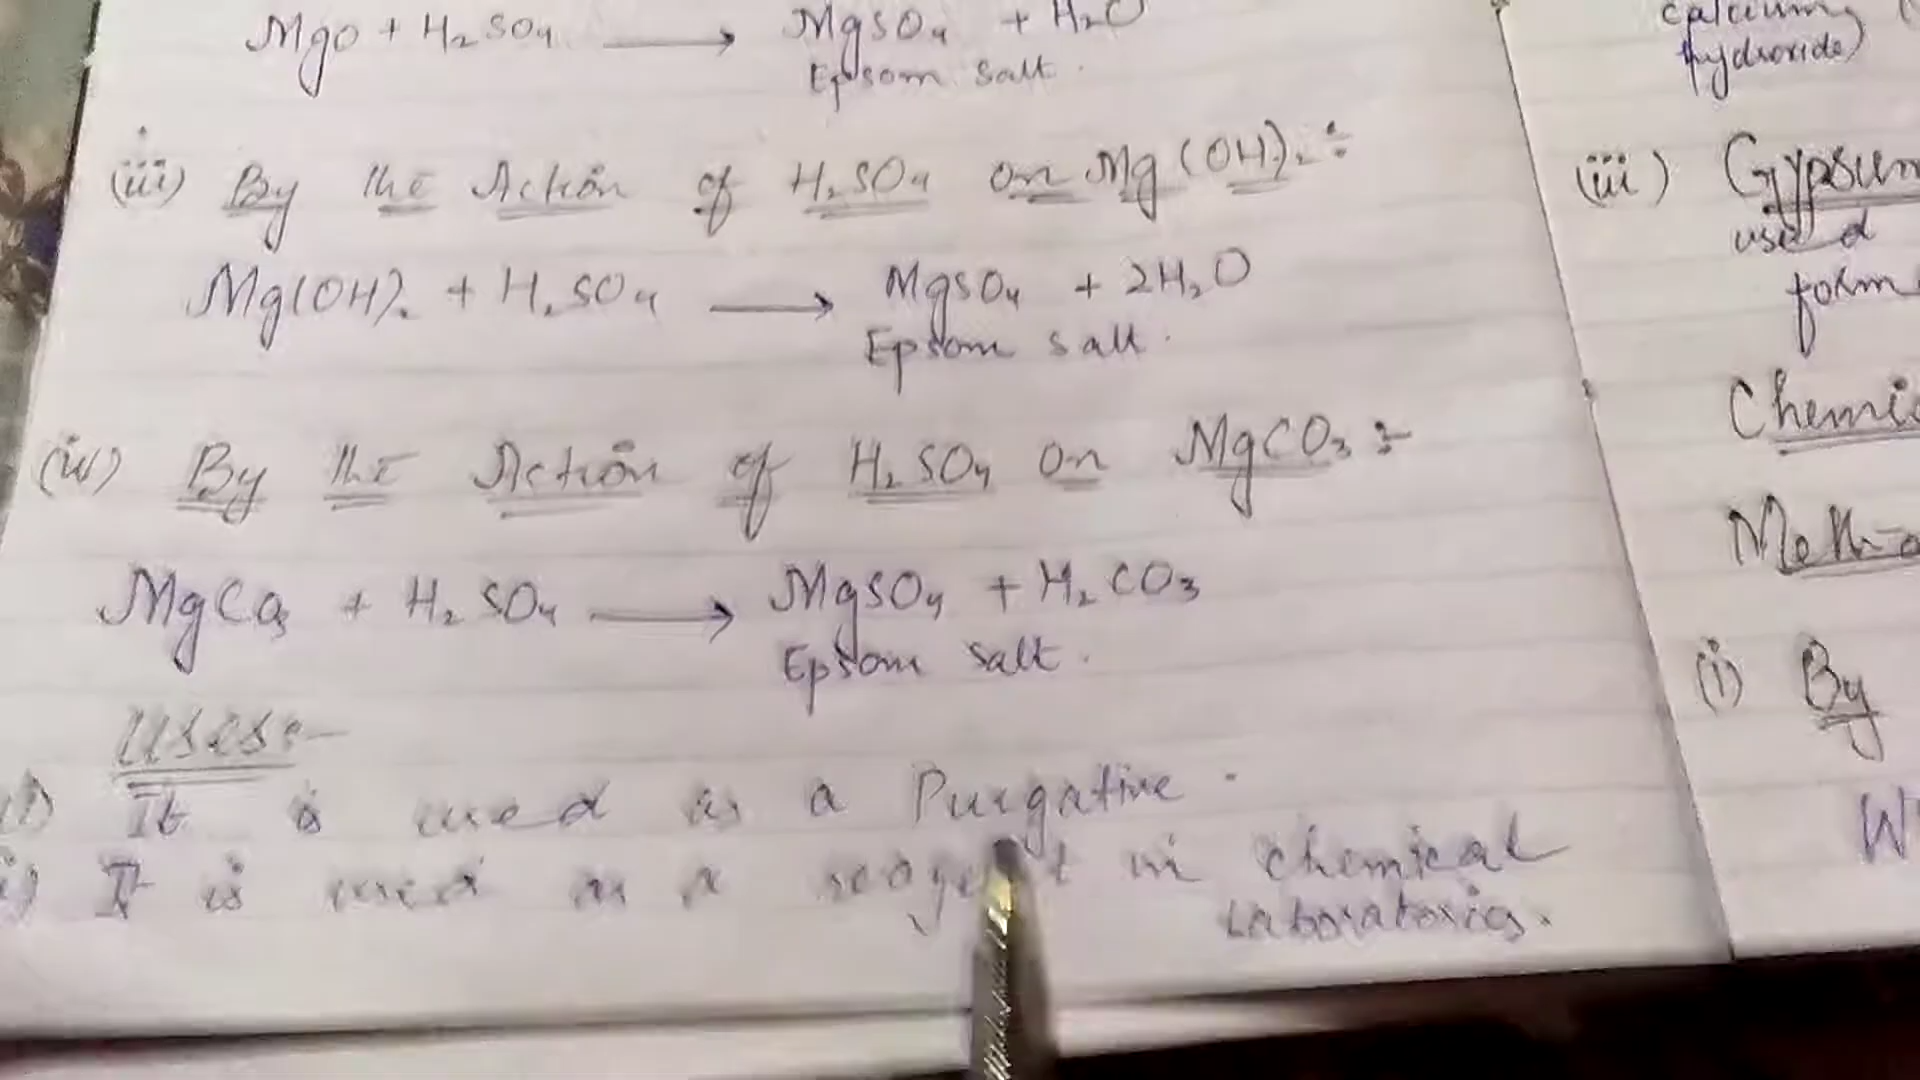 MgO + H₂SO₄ → MgSO₄ + H₂O
Epsom salt.
(iii) By the Action of H₂SO₄ on Mg(OH)₂:-
Mg(OH)₂ + H₂SO₄ → MgSO₄ + 2H₂O
Epsom salt.
(iv) By the Action of H₂SO₄ on MgCO₃:-
MgCO₃ + H₂SO₄ → MgSO₄ + H₂CO₃
Epsom salt.
Uses:-
It is used as a Purgative.
It is used as a reagent in chemical
Laboratories.
calcium
hydroxide)
(iii) Gypsum
used
form
Chemic
Metho
(i) By
W